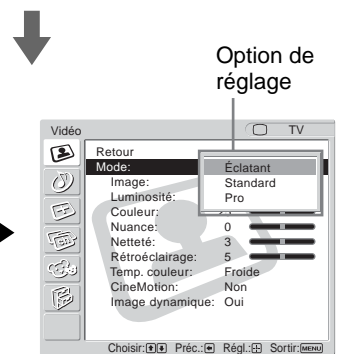 Option de
réglage
Vidéo
TV
Retour
Mode:
Éclatant
Image:
Standard
Luminosité:
Pro
Couleur:
Nuance: 0
Netteté: 3
Rétroéclairage: 5
Temp. couleur: Froide
CineMotion: Non
Image dynamique: Oui
Choisir: Préc.: Régl.: Sortir: MENU